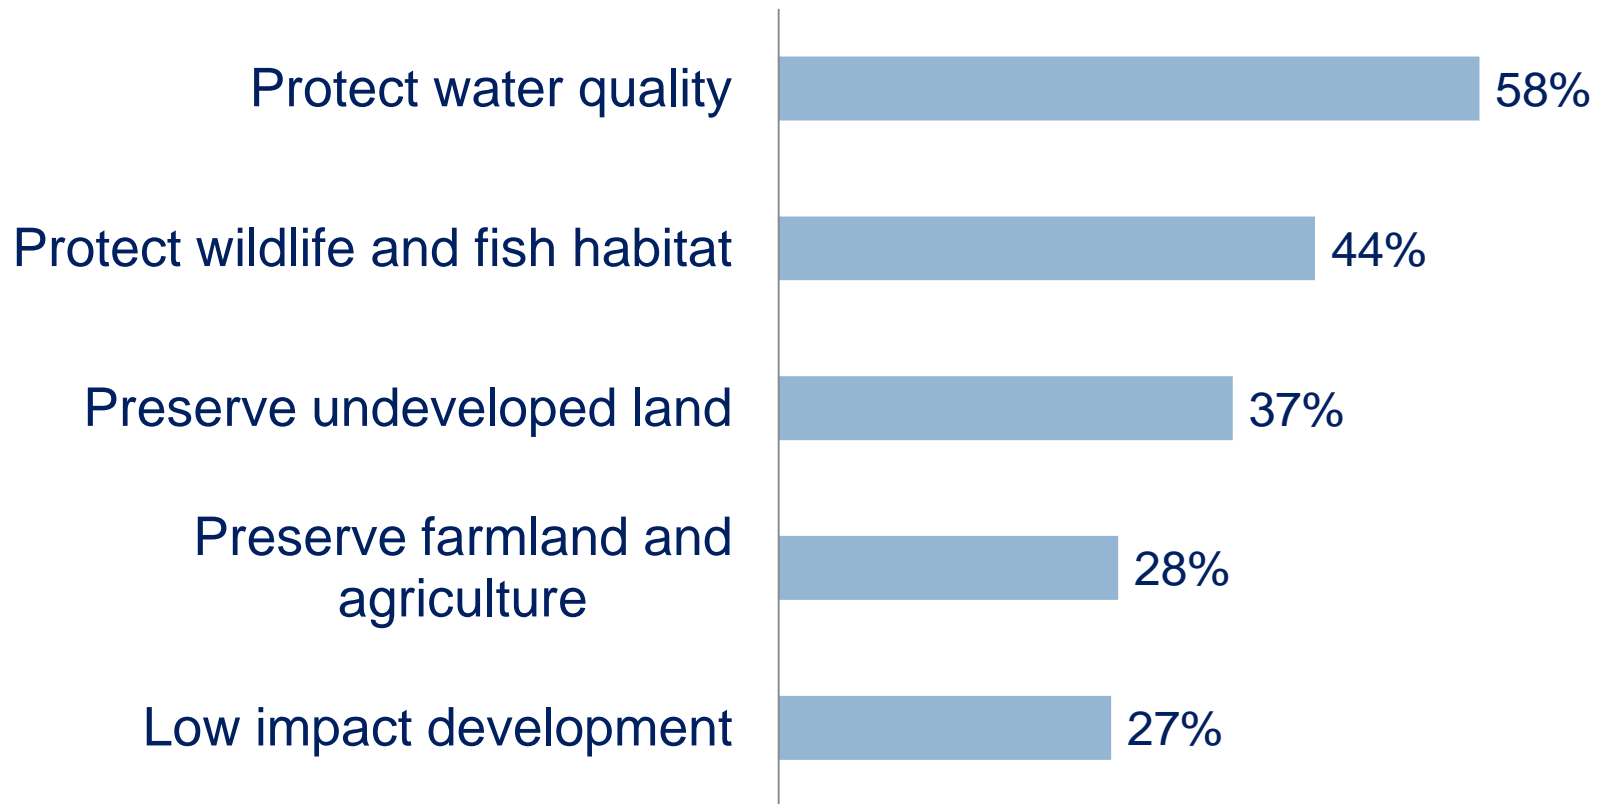 Protect water quality 58%
Protect wildlife and fish habitat 44%
Preserve undeveloped land 37%
Preserve farmland and
agriculture 28%
Low impact development 27%